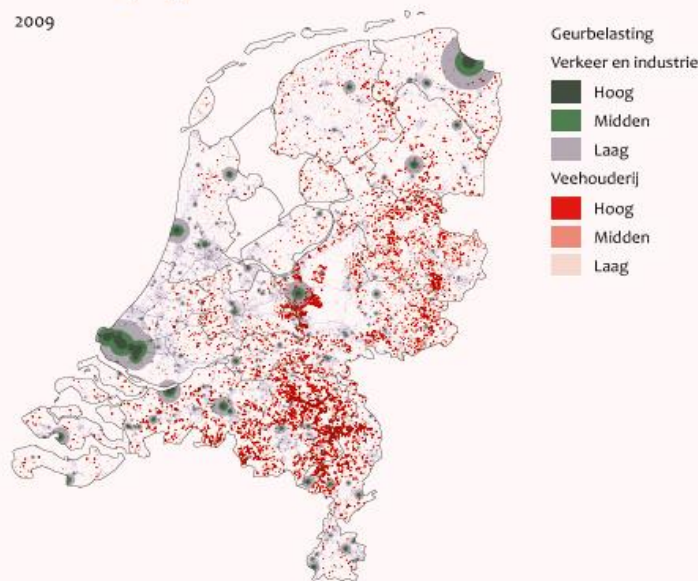 2009
Geurbelasting
Verkeer en industrie
Hoog
Midden
Laag
Veehouderij
Hoog
Midden
Laag